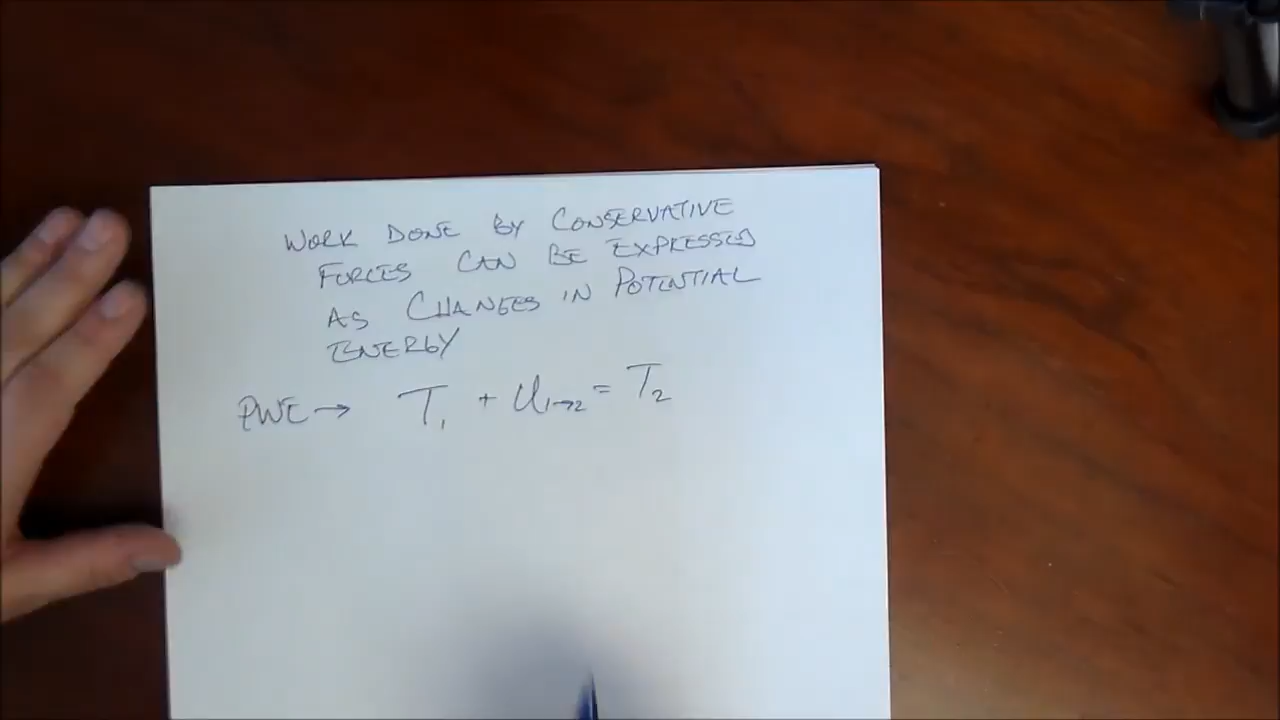 WORK DONE BY CONSERVATIVE
FORCES CAN BE EXPRESSED
AS CHANGES IN POTENTIAL
ENERGY
PWE → T₁ + U₁→₂ = T₂